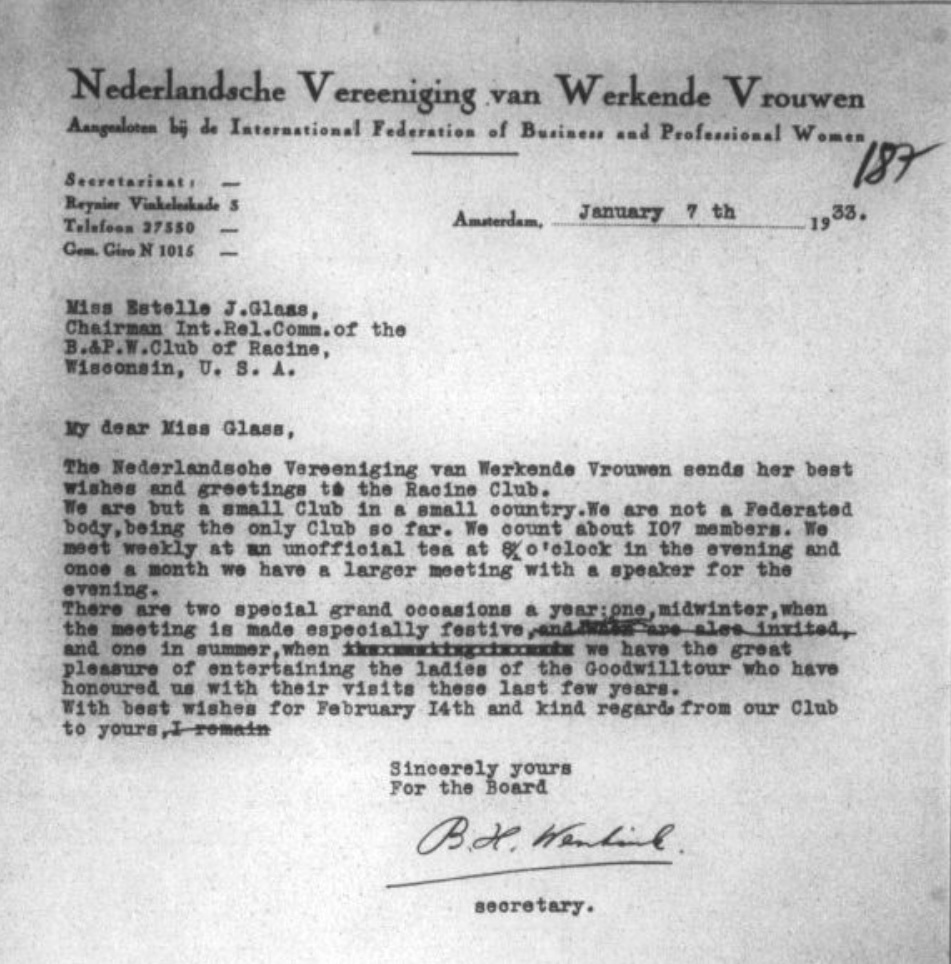 Nederlandsche Vereeniging van Werkende Vrouwen
Aangesloten bij de International Federation of Business and Professional Women
187
Secretariaat: —
Reynier Vinkeleskade 5
Telefoon 27550 —
Gem. Giro N 1015 —
Amsterdam, January 7 th 1933.
Miss Estelle J.Glass,
Chairman Int.Rel.Comm.of the
B.&P.W.Club of Racine,
Wisconsin, U. S. A.
My dear Miss Glass,
The Nederlandsche Vereeniging van Werkende Vrouwen sends her best
wishes and greetings to the Racine Club.
We are but a small Club in a small country.We are not a Federated
body,being the only Club so far. We count about I07 members. We
meet weekly at an unofficial tea at 8 o'clock in the evening and
once a month we have a larger meeting with a speaker for the
evening.
There are two special grand occasions a year:one,midwinter,when
the meeting is made especially festive,and are also invited,
and one in summer,when we have the great
pleasure of entertaining the ladies of the Goodwilltour who have
honoured us with their visits these last few years.
With best wishes for February I4th and kind regards from our Club
to yours,I remain
Sincerely yours
For the Board
B.H. Wenbink.
secretary.